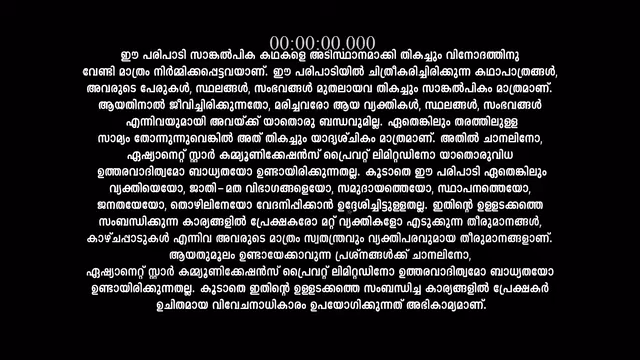 00:00:00.000
ഈ പരിപാടി സാങ്കൽപിക കഥകളെ അടിസ്ഥാനമാക്കി തികച്ചും വിനോദത്തിനു
വേണ്ടി മാത്രം നിർമ്മിക്കപ്പെട്ടവയാണ്. ഈ പരിപാടിയിൽ ചിത്രീകരിച്ചിരിക്കുന്ന കഥാപാത്രങ്ങൾ,
അവരുടെ പേരുകൾ, സ്ഥലങ്ങൾ, സംഭവങ്ങൾ മുതലായവ തികച്ചും സാങ്കൽപികം മാത്രമാണ്.
ആയതിനാൽ ജീവിച്ചിരിക്കുന്നതോ, മരിച്ചവരോ ആയ വ്യക്തികൾ, സ്ഥലങ്ങൾ, സംഭവങ്ങൾ
എന്നിവയുമായി അവയ്ക്ക് യാതൊരു ബന്ധവുമില്ല. ഏതെങ്കിലും തരത്തിലുള്ള
സാമ്യം തോന്നുന്നുവെങ്കിൽ അത് തികച്ചും യാദൃശ്ചികം മാത്രമാണ്. അതിൽ ചാനലിനോ,
ഏഷ്യാനെറ്റ് സ്റ്റാർ കമ്മ്യൂണിക്കേഷൻസ് പ്രൈവറ്റ് ലിമിറ്റഡിനോ യാതൊരുവിധ
ഉത്തരവാദിത്വമോ ബാധ്യതയോ ഉണ്ടായിരിക്കുന്നതല്ല. കൂടാതെ ഈ പരിപാടി ഏതെങ്കിലും
വ്യക്തിയെയോ, ജാതി-മത വിഭാഗങ്ങളെയോ, സമുദായത്തെയോ, സ്ഥാപനത്തെയോ,
ജനതയേയോ, തൊഴിലിനേയോ വേദനിപ്പിക്കാൻ ഉദ്ദേശിച്ചിട്ടുള്ളതല്ല. ഇതിന്റെ ഉള്ളടക്കത്തെ
സംബന്ധിക്കുന്ന കാര്യങ്ങളിൽ പ്രേക്ഷകരോ മറ്റ് വ്യക്തികളോ എടുക്കുന്ന തീരുമാനങ്ങൾ,
കാഴ്ചപ്പാടുകൾ എന്നിവ അവരുടെ മാത്രം സ്വതന്ത്രവും വ്യക്തിപരവുമായ തീരുമാനങ്ങളാണ്.
ആയതുമൂലം ഉണ്ടായേക്കാവുന്ന പ്രശ്നങ്ങൾക്ക് ചാനലിനോ,
ഏഷ്യാനെറ്റ് സ്റ്റാർ കമ്മ്യൂണിക്കേഷൻസ് പ്രൈവറ്റ് ലിമിറ്റഡിനോ ഉത്തരവാദിത്വമോ ബാധ്യതയോ
ഉണ്ടായിരിക്കുന്നതല്ല. കൂടാതെ ഇതിന്റെ ഉള്ളടക്കത്തെ സംബന്ധിച്ച കാര്യങ്ങളിൽ പ്രേക്ഷകർ
ഉചിതമായ വിവേചനാധികാരം ഉപയോഗിക്കുന്നത് അഭികാമ്യമാണ്.